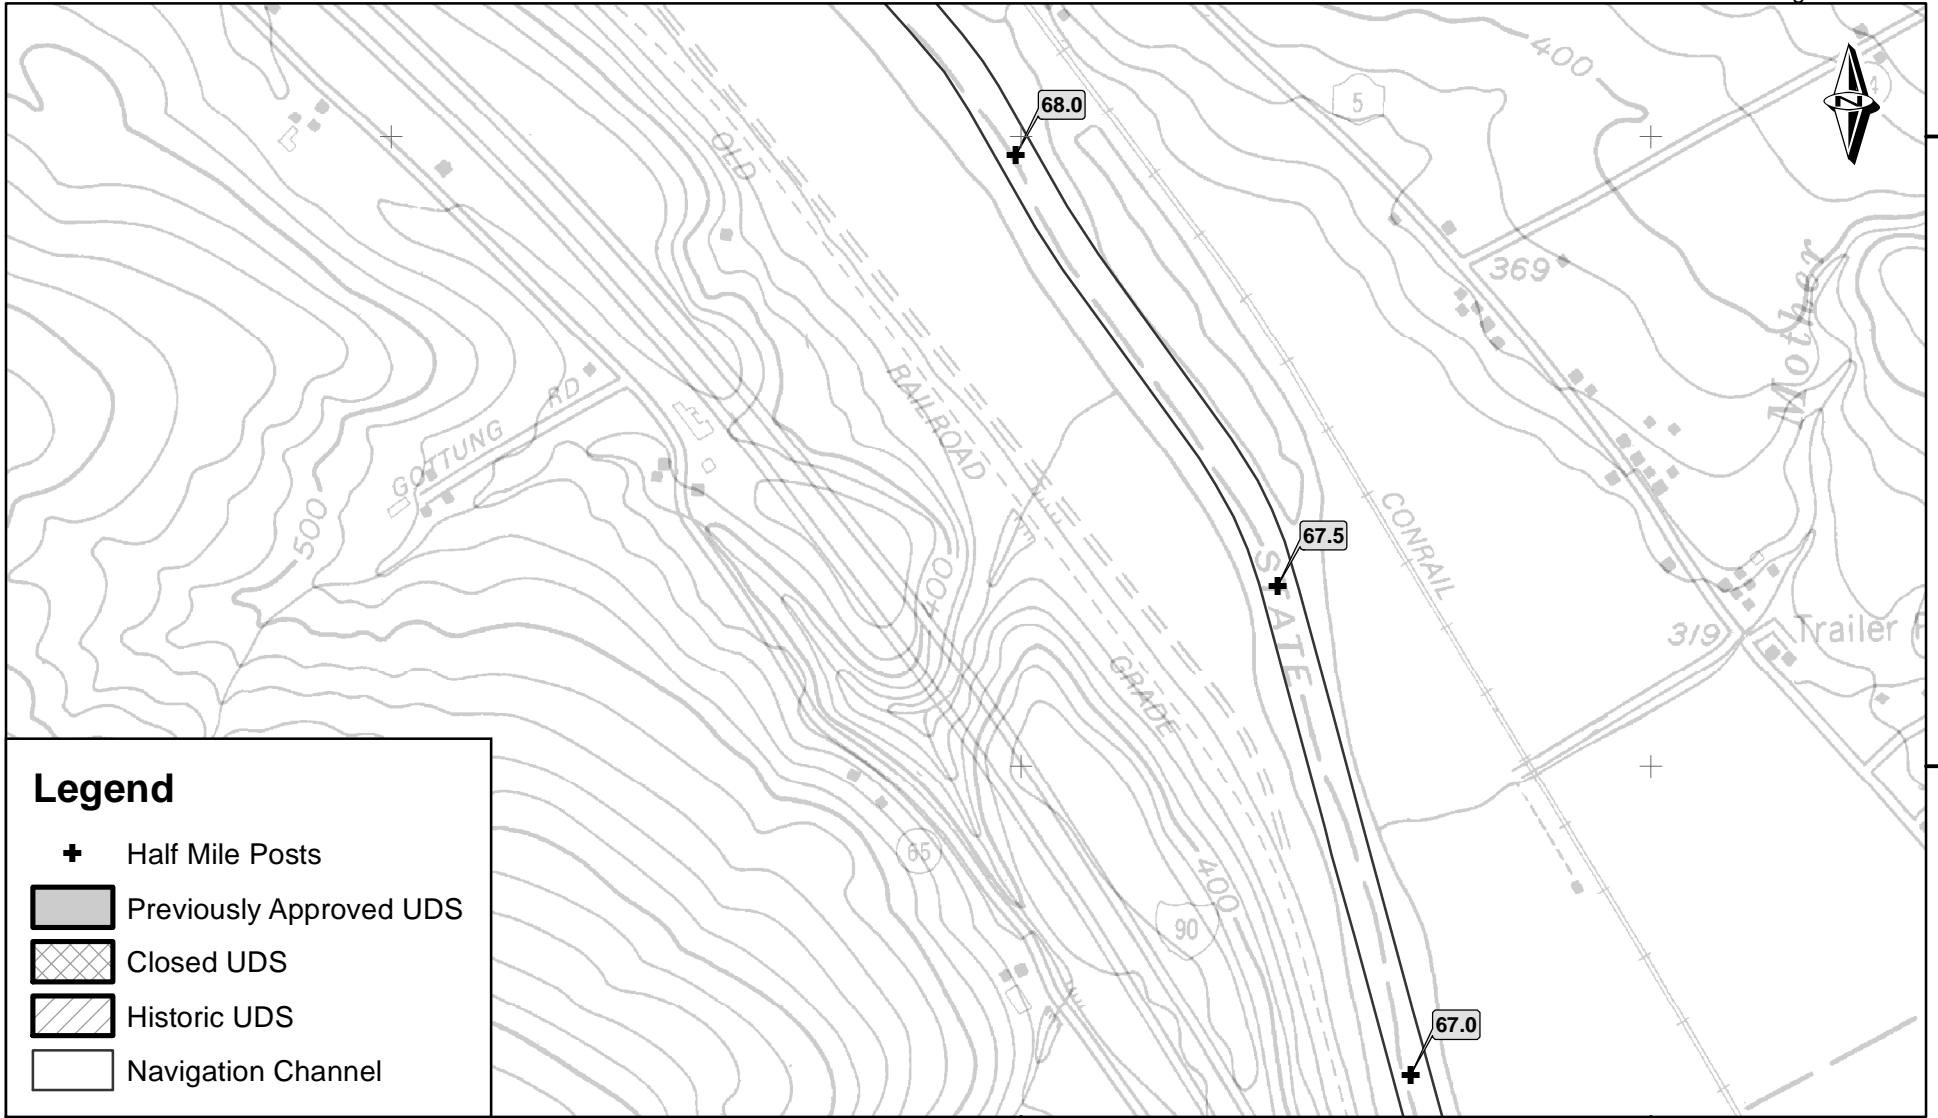 400
N
68.0
5
OLD
369
Mother
RAILROAD
GOTTUNG RD
500
CONRAIL
67.5
STATE
400
319
Trailer
GRADE
65
400
90
67.0
Legend
Half Mile Posts
Previously Approved UDS
Closed UDS
Historic UDS
Navigation Channel